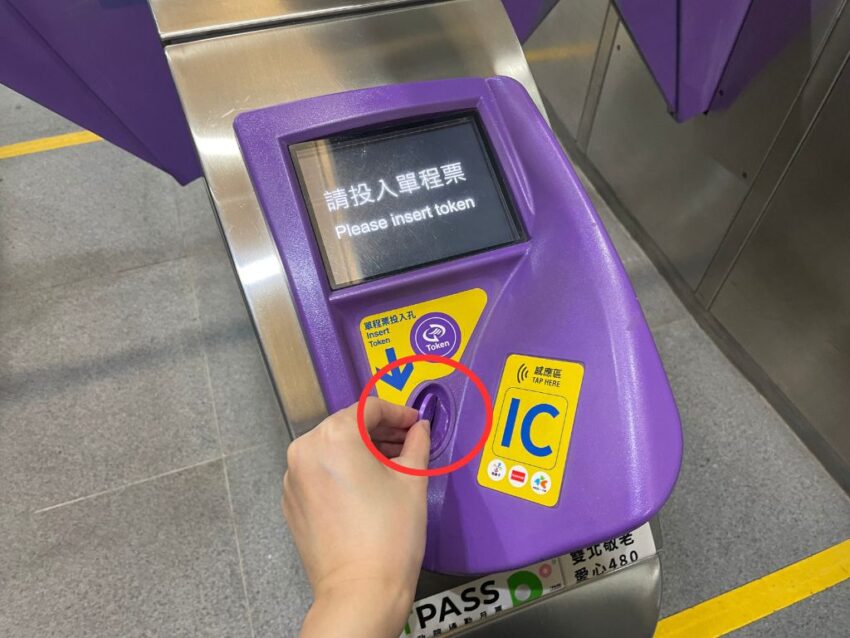 請投入單程票
Please insert token
單程票投入孔
Insert
Token
Token
感應區
TAP HERE
IC
PASS
雙北敬老
愛心480